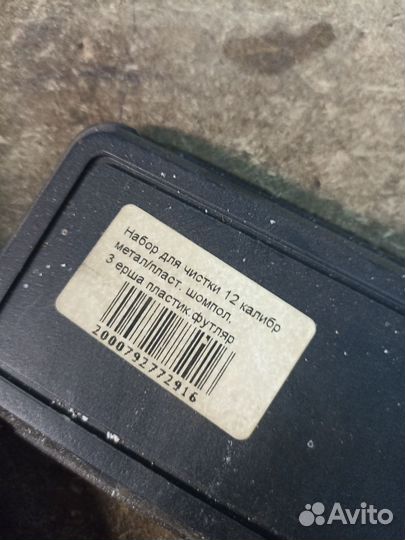 Набор для чистки 12 калибр
метал/пласт. шомпол,
3 ерша пластик.футляр
2000792772916
Avito